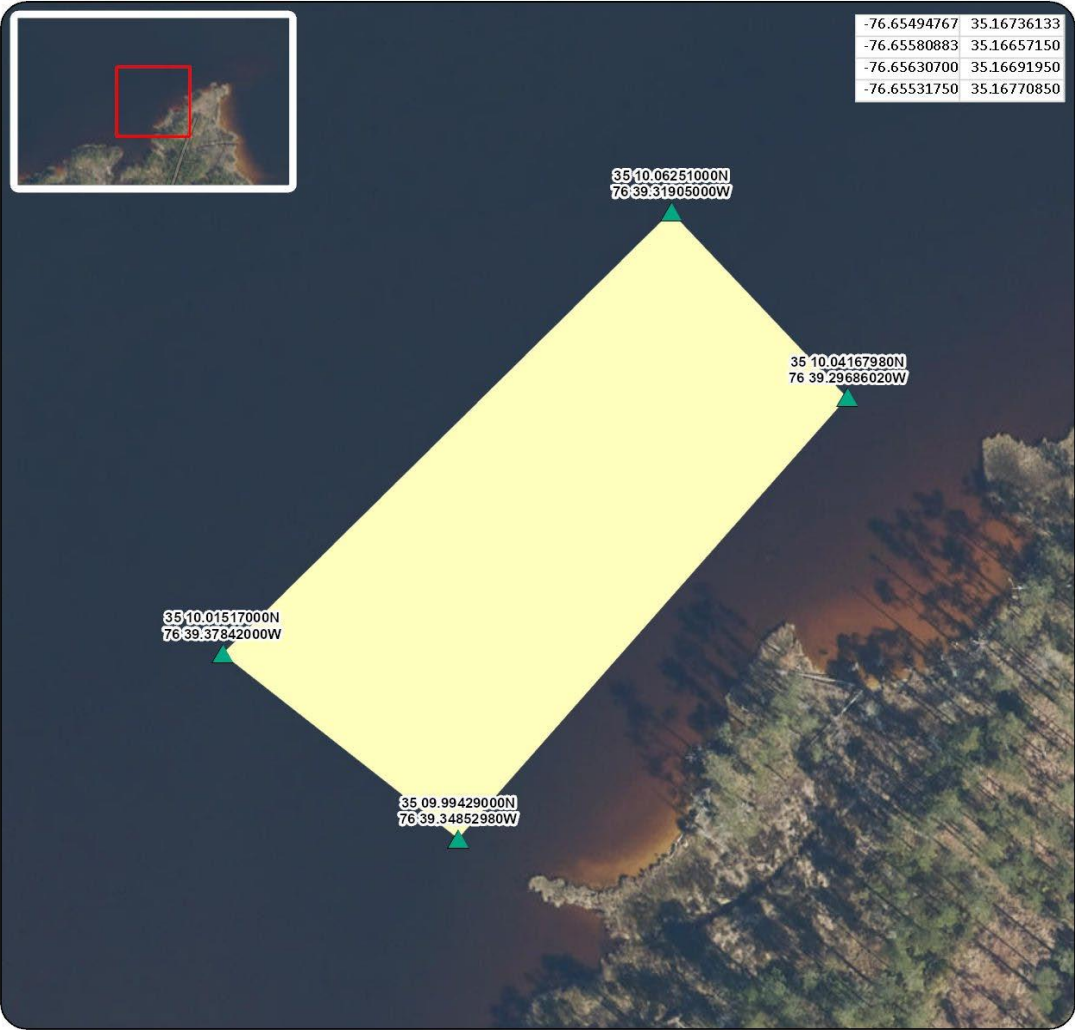 -76.65494767 35.16736133
-76.65580883 35.16657150
-76.65630700 35.16691950
-76.65531750 35.16770850
35 10.06251000N
76 39.31905000W
35 10.04167980N
76 39.29686020W
35 10.01517000N
76 39.37842000W
35 09.99429000N
76 39.34852980W